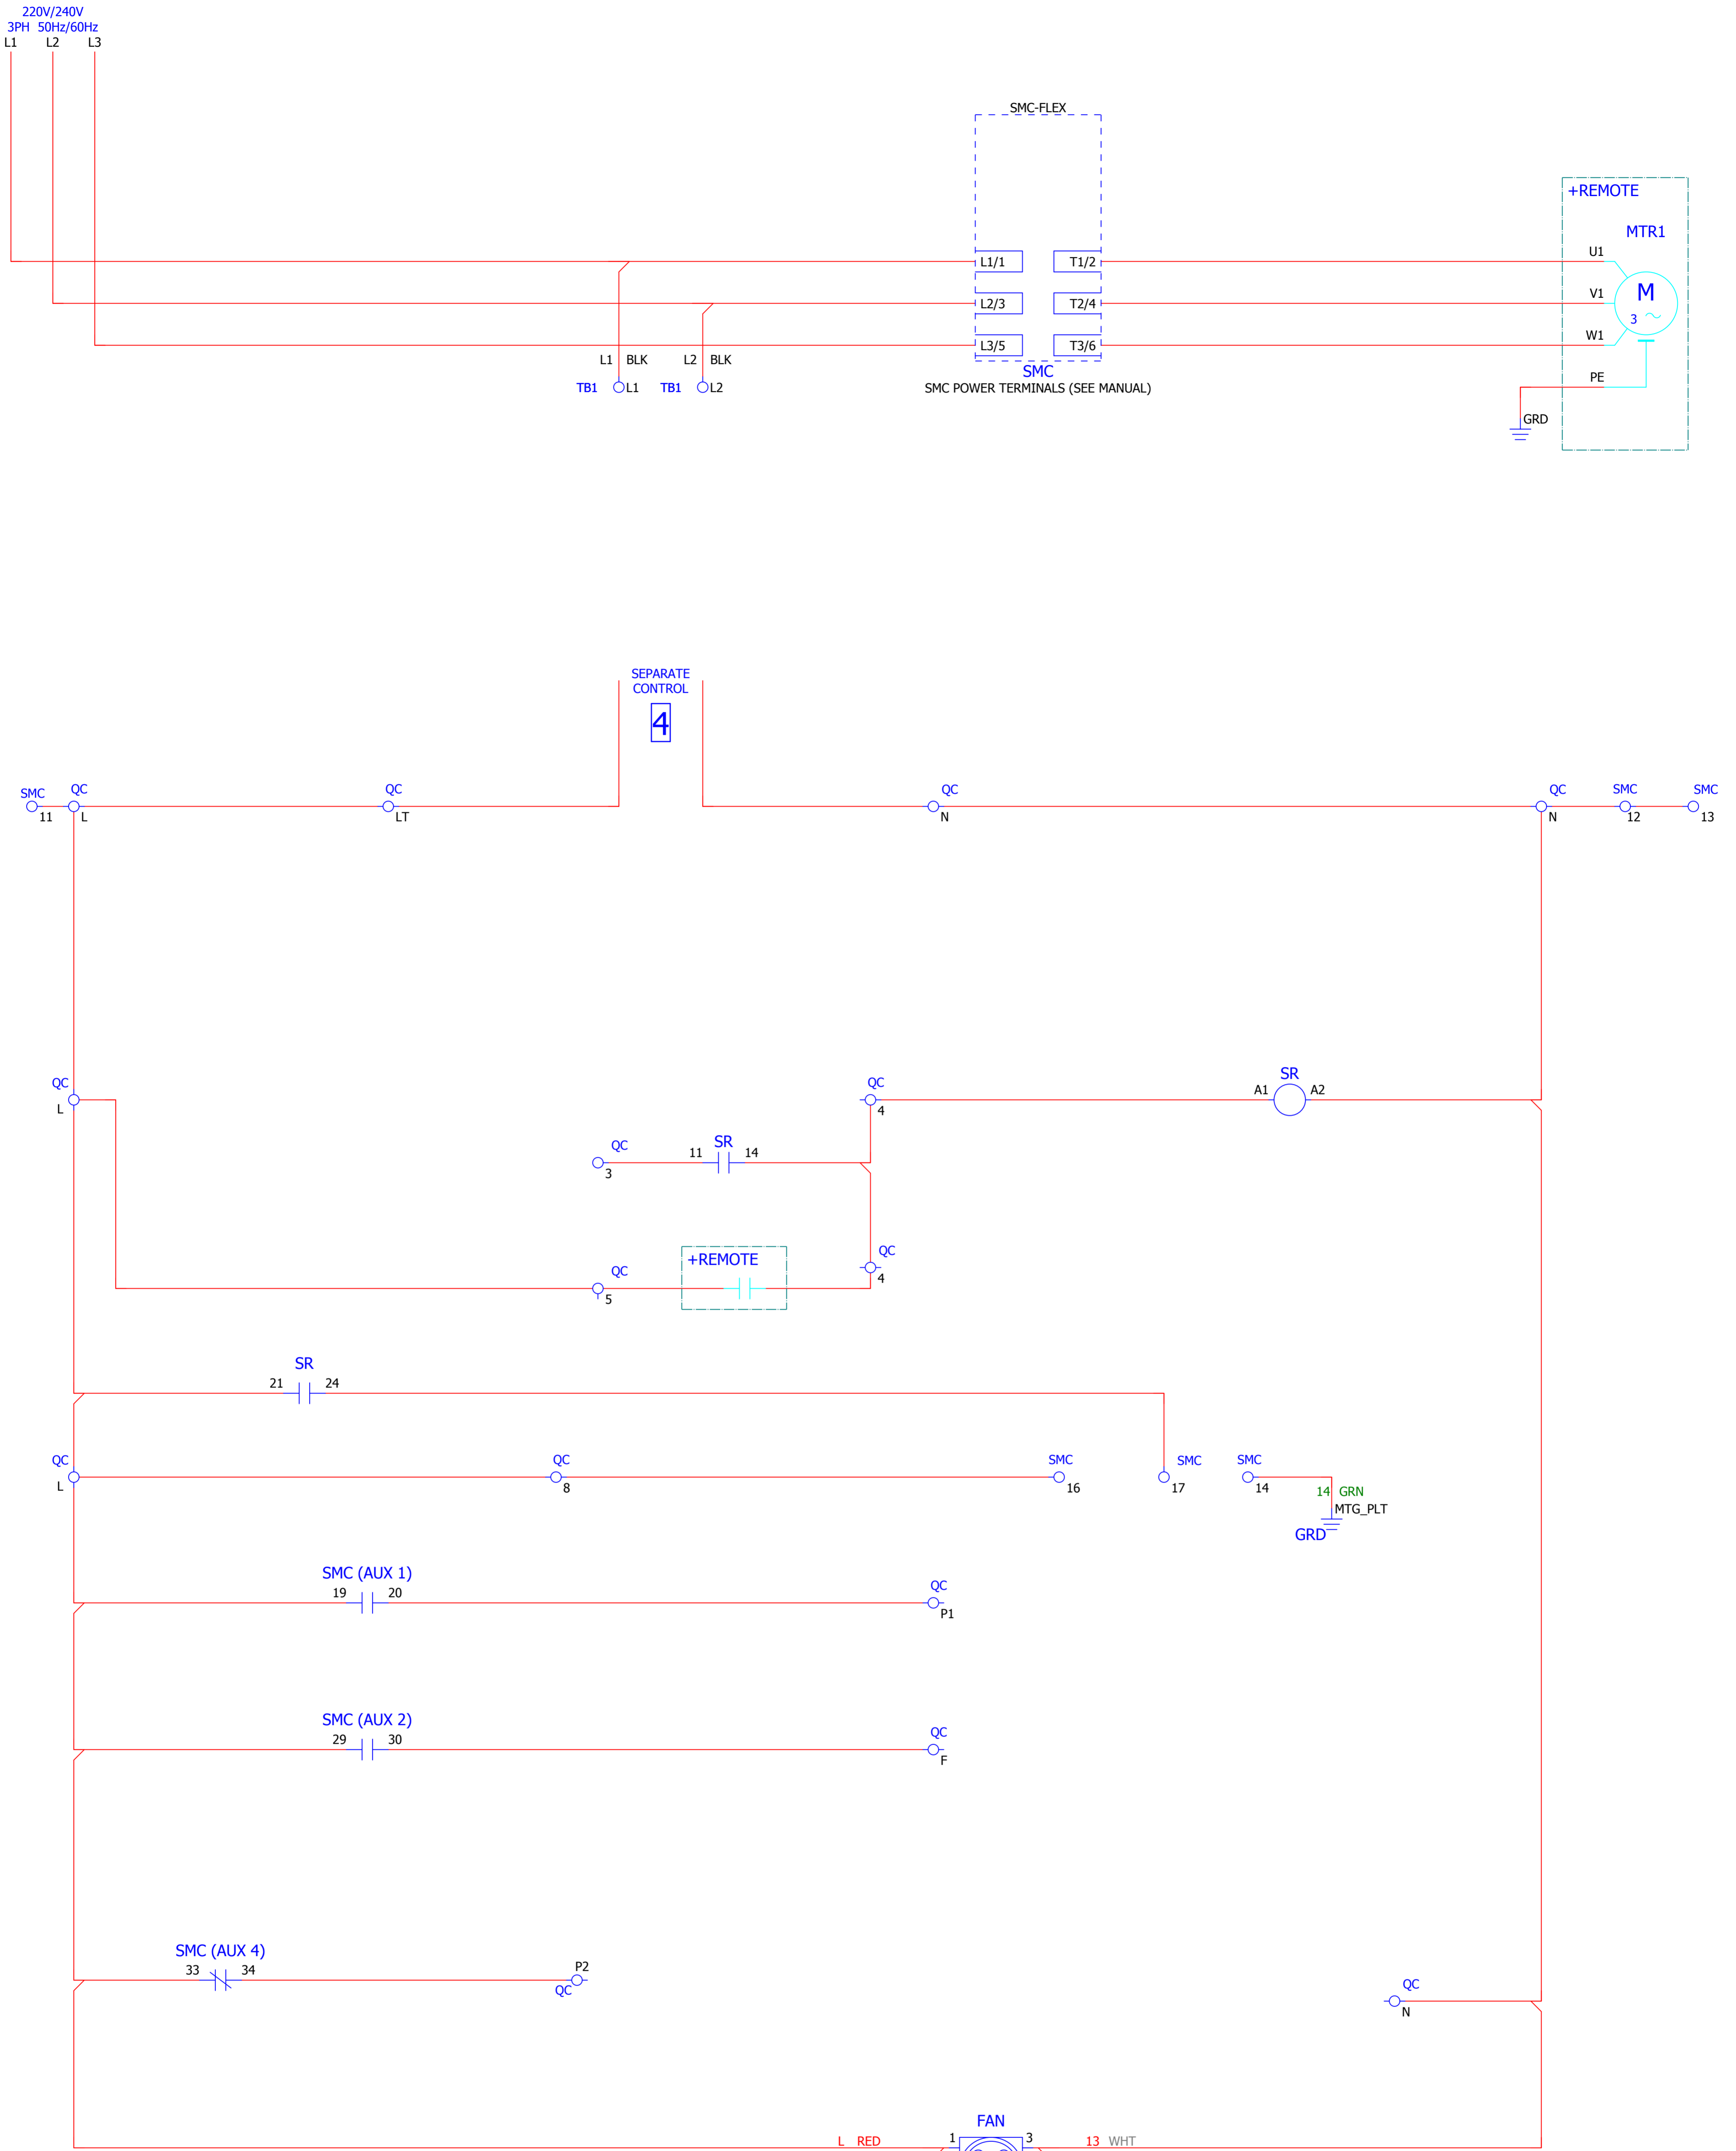 220V/240V
3PH 50Hz/60Hz
L1 L2 L3
SMC-FLEX
+REMOTE
MTR1
L1/1 T1/2 U1
L2/3 T2/4 V1 M
3
L3/5 T3/6 W1
L1 BLK L2 BLK
SMC
TB1 L1 TB1 L2 SMC POWER TERMINALS (SEE MANUAL) PE
GRD
SEPARATE
CONTROL
4
SMC QC QC QC QC SMC SMC
11 L LT N N 12 13
SR
QC QC A1 A2
L 4
SR
QC 11 14
3
QC
+REMOTE
QC 4
5
SR
21 24
QC QC SMC SMC SMC
L 8 16 17 14
14 GRN
MTG_PLT
GRD
SMC (AUX 1)
19 20 QC
P1
SMC (AUX 2)
29 30 QC
F
SMC (AUX 4)
33 34 P2
QC QC
N
FAN
L RED 1 3 13 WHT